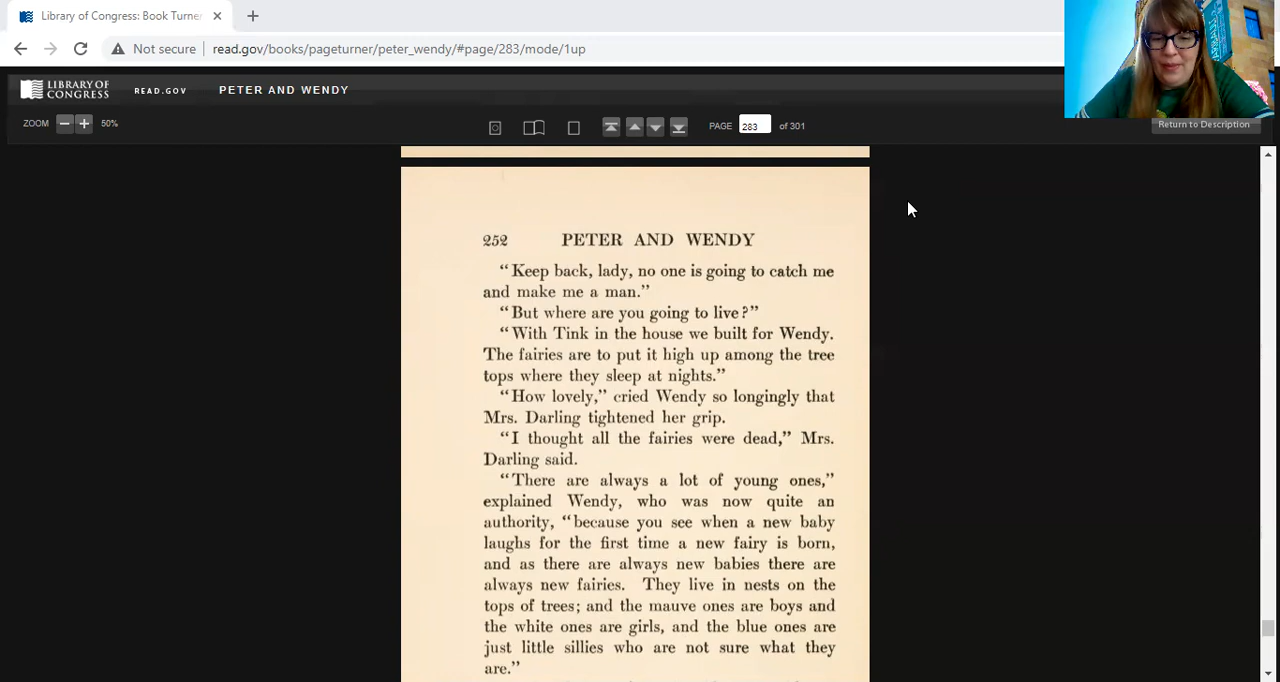 Library of Congress: Book Turner
Not secure
read.gov/books/pageturner/peter_wendy/#page/283/mode/1up
LIBRARY OF CONGRESS
READ.GOV
PETER AND WENDY
ZOOM
50%
PAGE 283 of 301
Return to Description
252 PETER AND WENDY
“Keep back, lady, no one is going to catch me
and make me a man.”
“But where are you going to live?”
“With Tink in the house we built for Wendy.
The fairies are to put it high up among the tree
tops where they sleep at nights.”
“How lovely,” cried Wendy so longingly that
Mrs. Darling tightened her grip.
“I thought all the fairies were dead,” Mrs.
Darling said.
“There are always a lot of young ones,”
explained Wendy, who was now quite an
authority, “because you see when a new baby
laughs for the first time a new fairy is born,
and as there are always new babies there are
always new fairies. They live in nests on the
tops of trees; and the mauve ones are boys and
the white ones are girls, and the blue ones are
just little sillies who are not sure what they
are.”